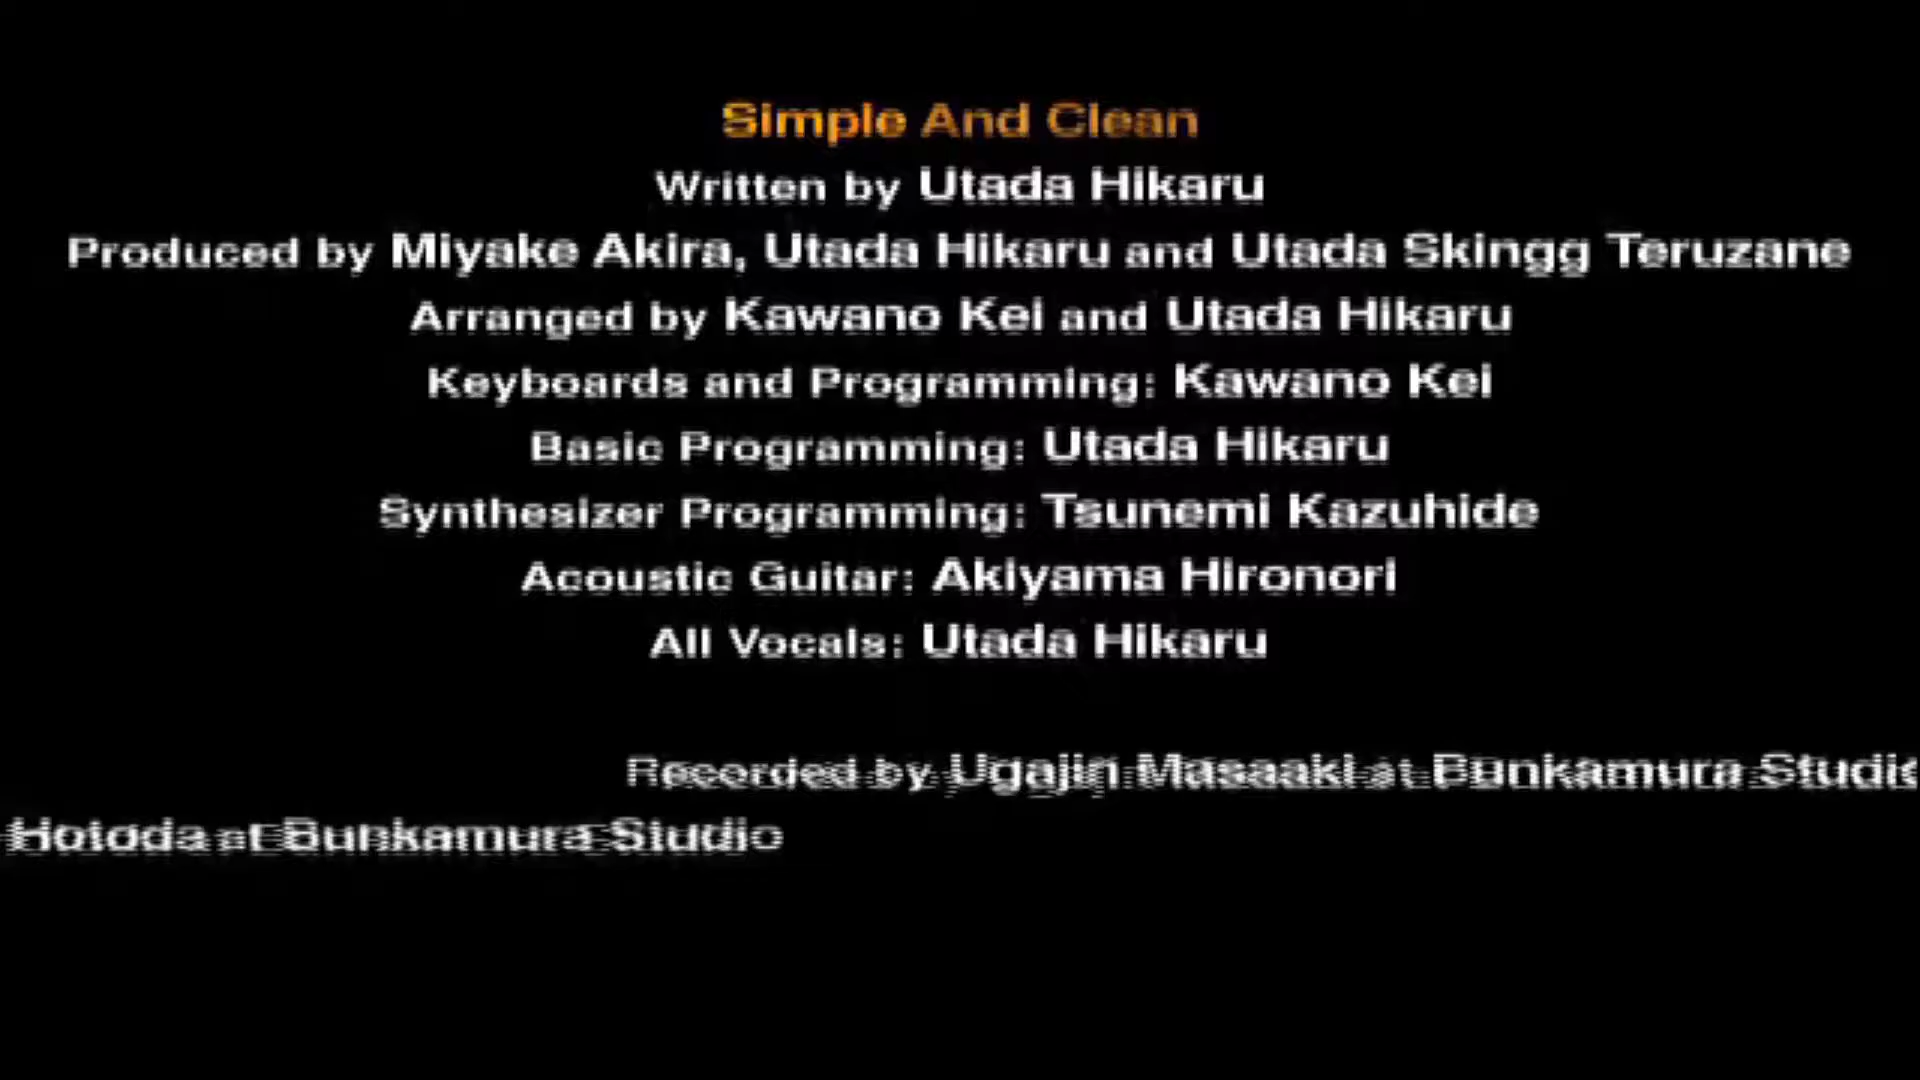 Simple And Clean
Written by Utada Hikaru
Produced by Miyake Akira, Utada Hikaru and Utada Skingg Teruzane
Arranged by Kawano Kei and Utada Hikaru
Keyboards and Programming: Kawano Kei
Basic Programming: Utada Hikaru
Synthesizer Programming: Tsunemi Kazuhide
Acoustic Guitar: Akiyama Hironori
All Vocals: Utada Hikaru
Recorded by Ugajin Masaaki at Bunkamura Studio
at Bunkamura Studio